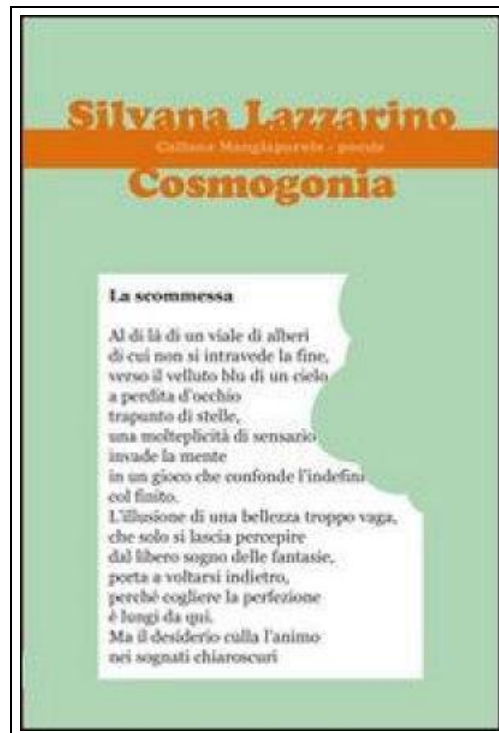 Silvana Lazzarino
Collana Mangiaparole - poesie
Cosmogonia
La scommessa
Al di là di un viale di alberi
di cui non si intravede la fine,
verso il velluto blu di un cielo
a perdita d'occhio
trapunto di stelle,
una molteplicità di sensazio
invade la mente
in un gioco che confonde l'indefini
col finito.
L'illusione di una bellezza troppo vaga,
che solo si lascia percepire
dal libero sogno delle fantasie,
porta a voltarsi indietro,
perché cogliere la perfezione
è lungi da qui.
Ma il desiderio culla l'animo
nei sognati chiaroscuri